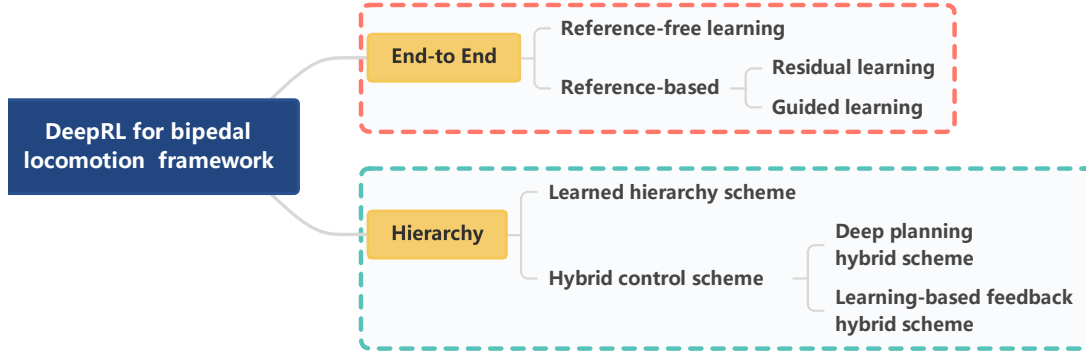 DeepRL for bipedal
locomotion framework
End-to End
Reference-free learning
Reference-based
Residual learning
Guided learning
Hierarchy
Learned hierarchy scheme
Hybrid control scheme
Deep planning
hybrid scheme
Learning-based feedback
hybrid scheme